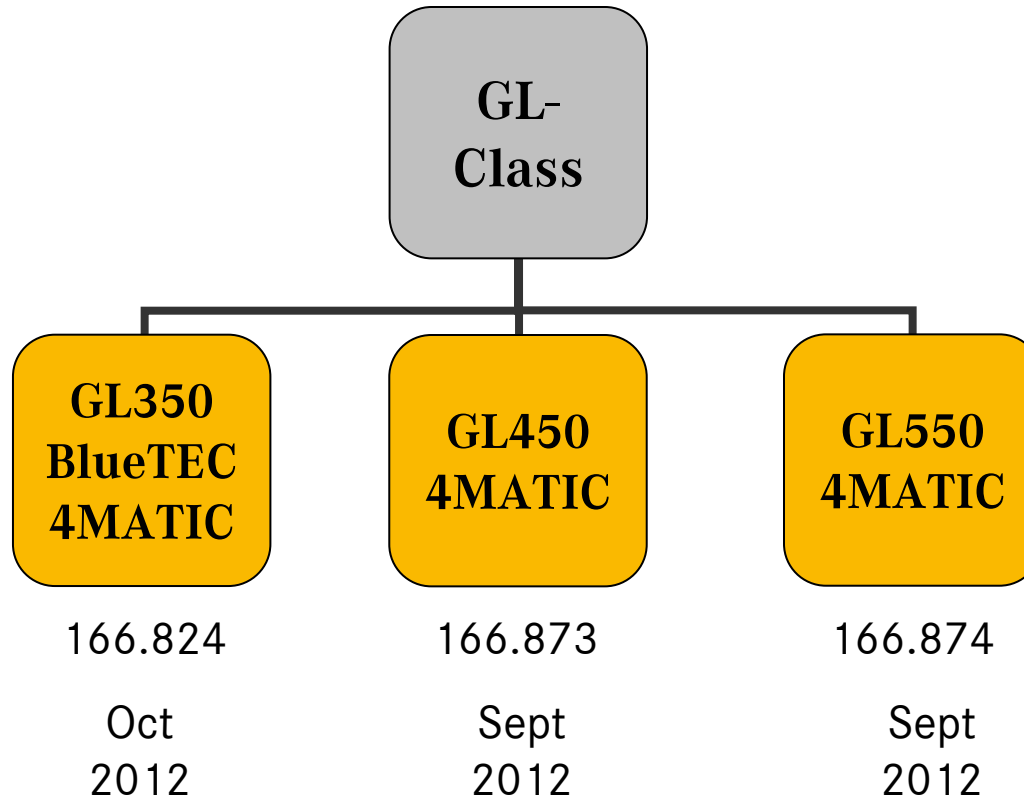 GL-
Class
GL350
BlueTEC
4MATIC
GL450
4MATIC
GL550
4MATIC
166.824
166.873
166.874
Oct
2012
Sept
2012
Sept
2012